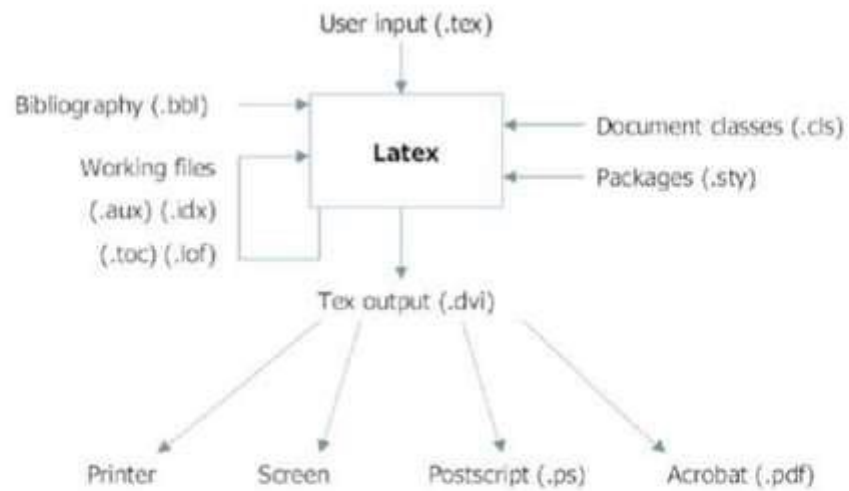 User input (.tex)
Bibliography (.bbl)
Latex
Document classes (.cls)
Working files
Packages (.sty)
(.aux) (.idx)
(.toc) (.lof)
Tex output (.dvi)
Printer
Screen
Postscript (.ps)
Acrobat (.pdf)